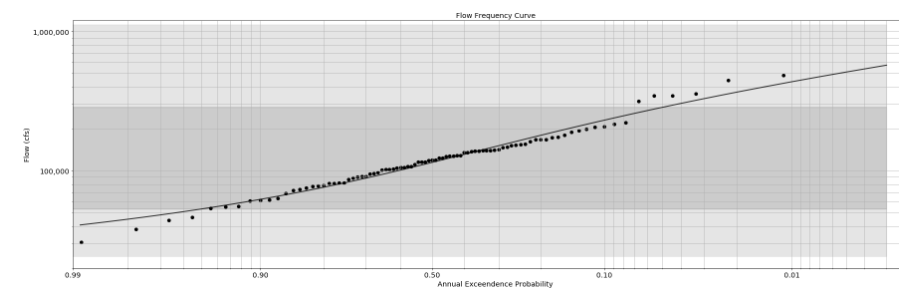 Flow Frequency Curve
1,000,000
100,000
Flow (cfs)
0.99 0.90 0.50 0.10 0.01
Annual Exceendence Probability